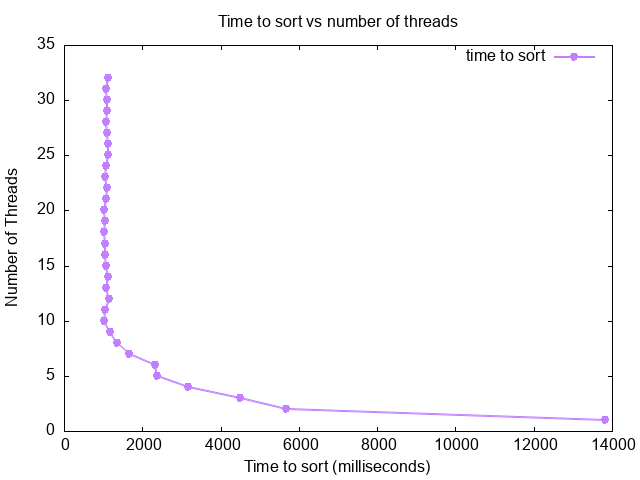 Time to sort vs number of threads
time to sort
35
30
25
20
15
10
5
0
Number of Threads
0 2000 4000 6000 8000 10000 12000 14000
Time to sort (milliseconds)